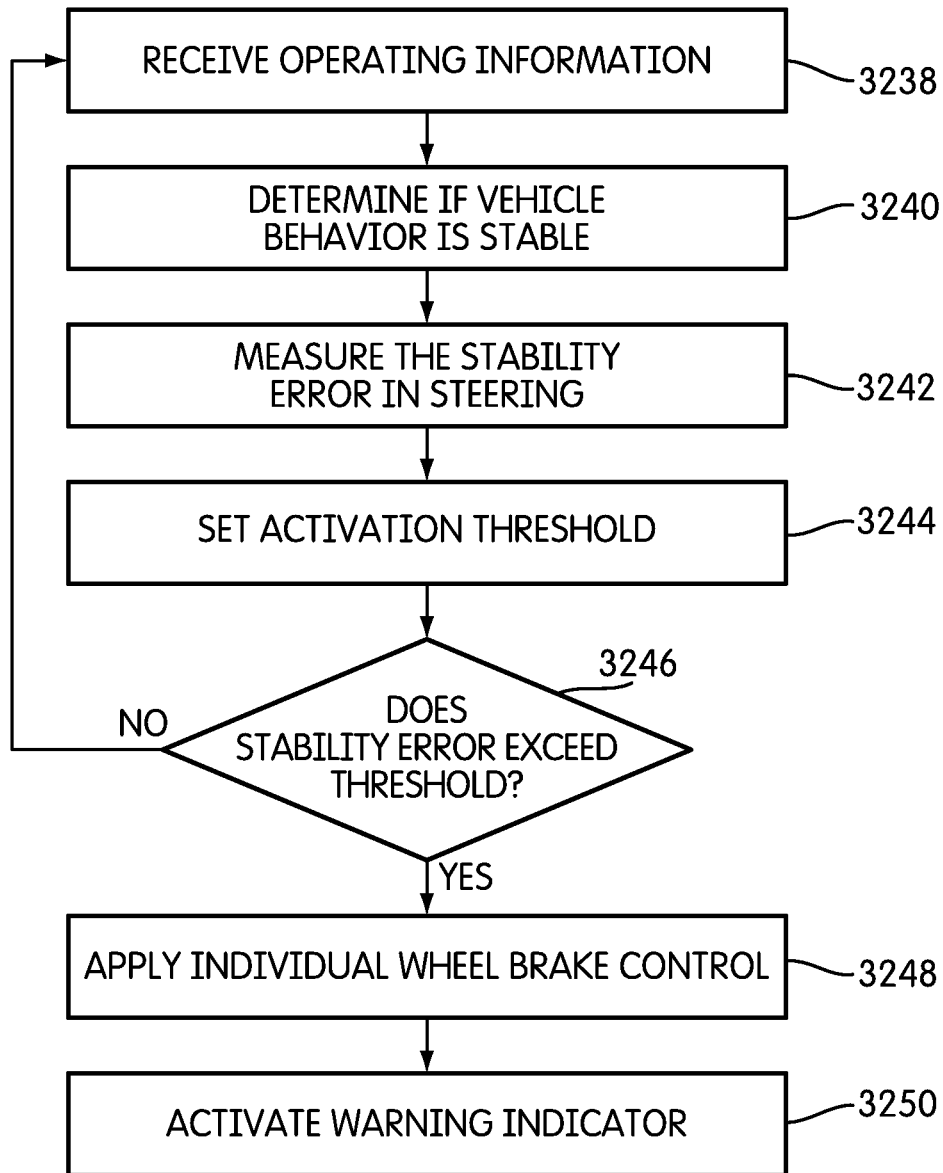 RECEIVE OPERATING INFORMATION
3238
DETERMINE IF VEHICLE
BEHAVIOR IS STABLE
3240
MEASURE THE STABILITY
ERROR IN STEERING
3242
SET ACTIVATION THRESHOLD
3244
3246
DOES
STABILITY ERROR EXCEED
THRESHOLD?
NO
YES
APPLY INDIVIDUAL WHEEL BRAKE CONTROL
3248
ACTIVATE WARNING INDICATOR
3250